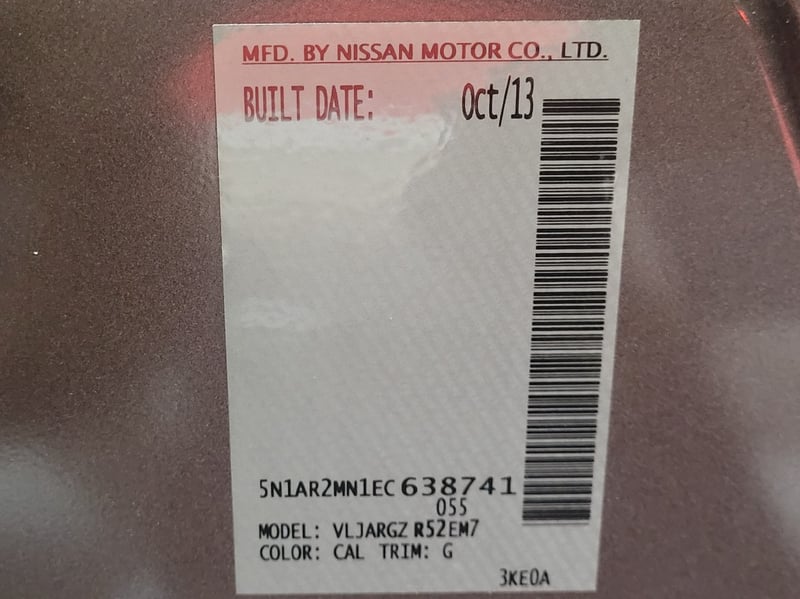 MFD. BY NISSAN MOTOR CO., LTD.
BUILT DATE: Oct/13
5N1AR2MN1EC638741
055
MODEL: VLJARGZ R52EM7
COLOR: CAL TRIM: G
3KE0A